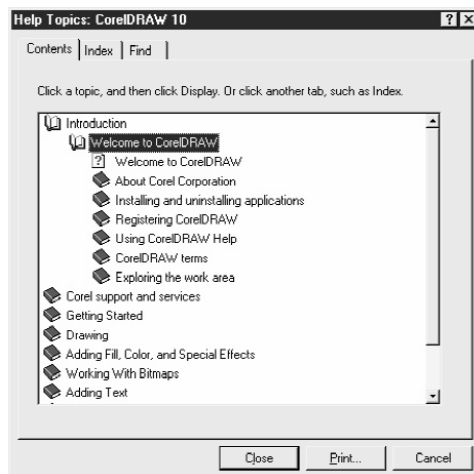 Help Topics: CorelDRAW 10
Contents Index Find
Click a topic, and then click Display. Or click another tab, such as Index.
Introduction
Welcome to CorelDRAW
? Welcome to CorelDRAW
About Corel Corporation
Installing and uninstalling applications
Registering CorelDRAW
Using CorelDRAW Help
CorelDRAW terms
Exploring the work area
Corel support and services
Getting Started
Drawing
Adding Fill, Color, and Special Effects
Working With Bitmaps
Adding Text
Close Print... Cancel